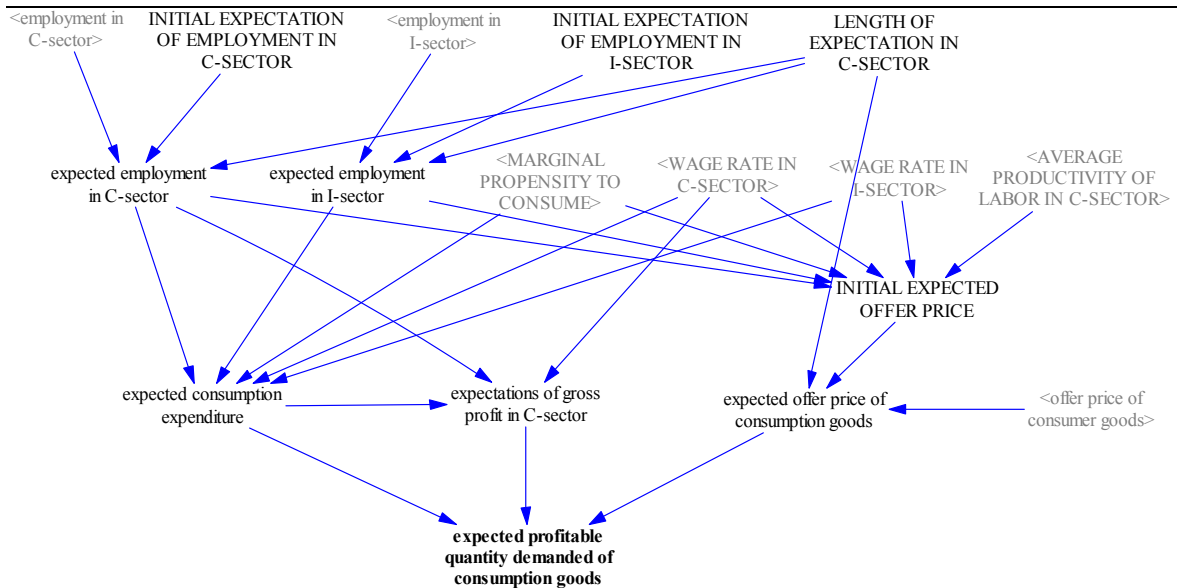 <employment in
C-sector>
INITIAL EXPECTATION
OF EMPLOYMENT IN
C-SECTOR
<employment in
I-sector>
INITIAL EXPECTATION
OF EMPLOYMENT IN
I-SECTOR
LENGTH OF
EXPECTATION IN
C-SECTOR
expected employment
in C-sector
expected employment
in I-sector
<MARGINAL
PROPENSITY TO
CONSUME>
<WAGE RATE IN
C-SECTOR>
<WAGE RATE IN
I-SECTOR>
<AVERAGE
PRODUCTIVITY OF
LABOR IN C-SECTOR>
INITIAL EXPECTED
OFFER PRICE
expected consumption
expenditure
expectations of gross
profit in C-sector
expected offer price of
consumption goods
<offer price of
consumer goods>
expected profitable
quantity demanded of
consumption goods